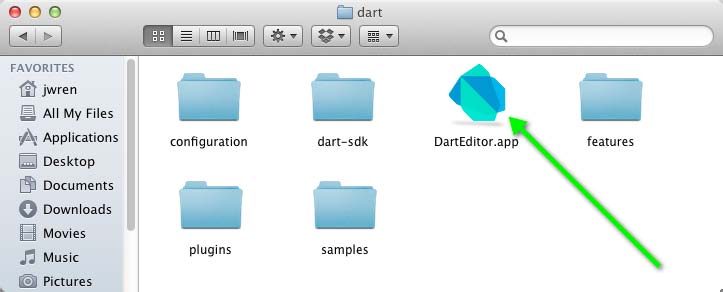 dart
FAVORITES
jwren
All My Files
Applications
Desktop
Documents
Downloads
Movies
Music
Pictures
configuration
dart-sdk
DartEditor.app
features
plugins
samples